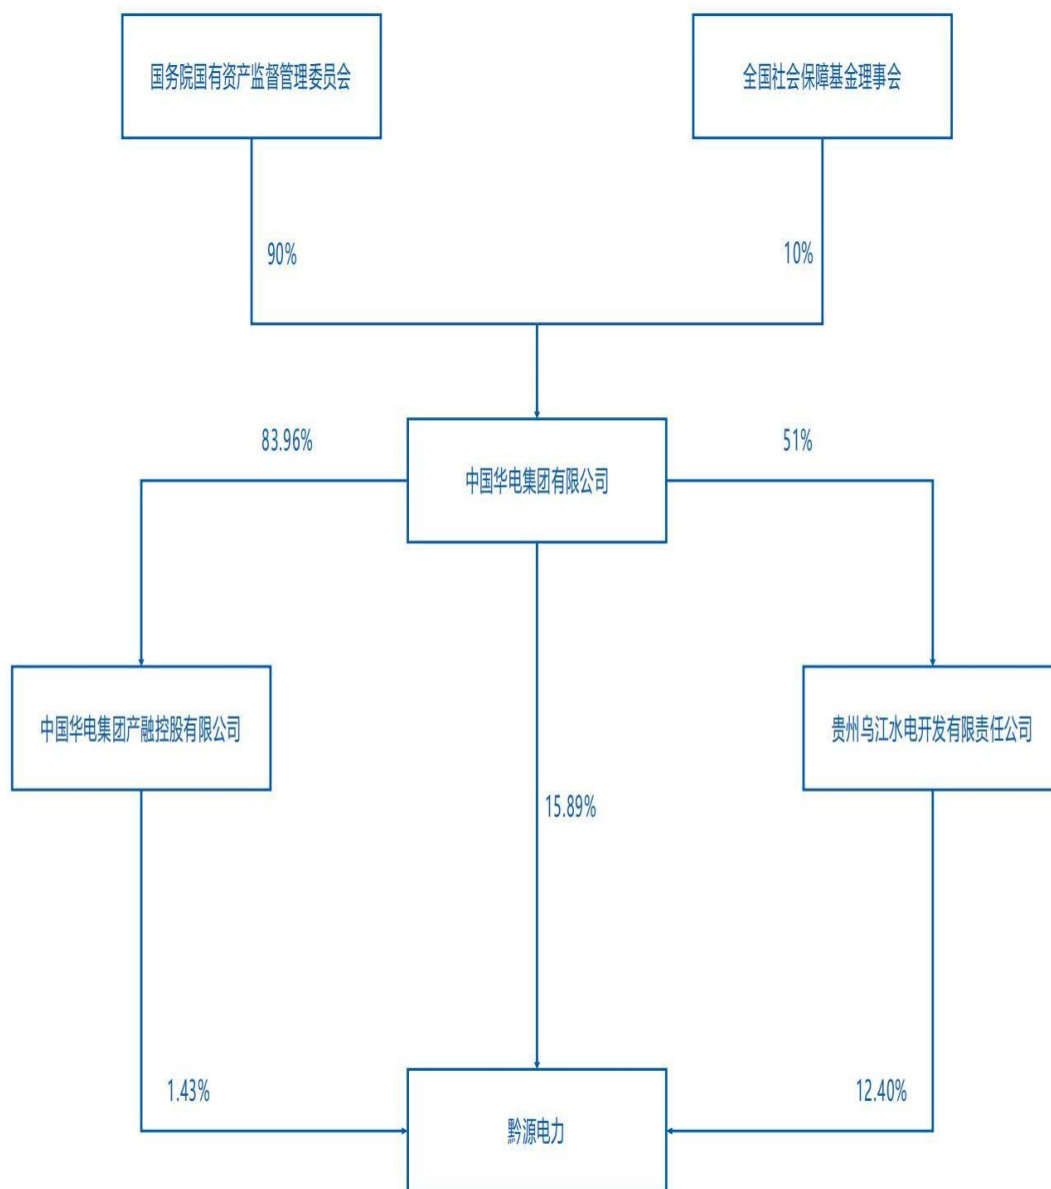 国务院国有资产监督管理委员会
全国社会保障基金理事会
90%
10%
83.96%
51%
中国华电集团有限公司
中国华电集团产融控股有限公司
贵州乌江水电开发有限责任公司
15.89%
1.43%
12.40%
黔源电力